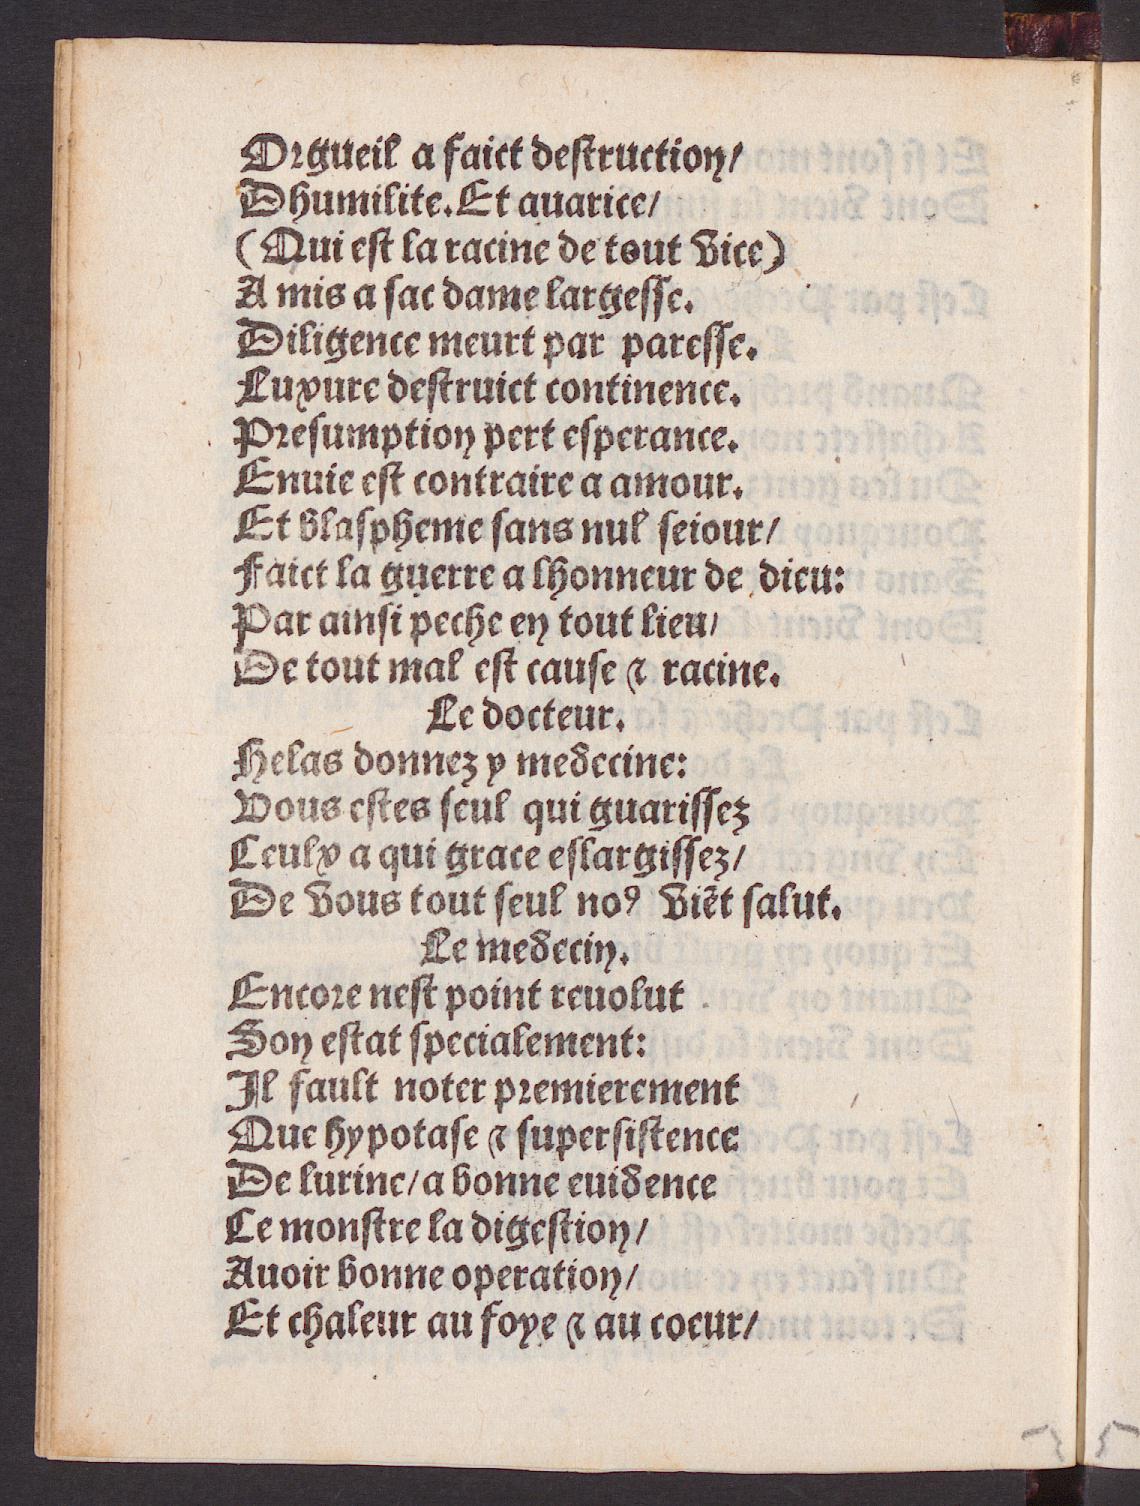 Orgueil a faict destruction/
Dhumilite. Et auarice/
(Qui est la racine de tout vice)
A mis a sac dame largesse.
Diligence meurt par paresse.
Luxure destruict continence.
Presumption pert esperance.
Enuie est contraire a amour.
Et blaspheme sans nul seiour/
Faict la guerre a lhonneur de dieu:
Par ainsi peche en tout lieu/
De tout mal est cause ⁊ racine.
Le docteur.
Helas donnez y medecine:
Vous estes seul qui guarissez
Ceulx a qui grace eslargissez/
De vous tout seul noꝰ viẽt salut.
Le medecin.
Encore nest point reuolut
Son estat specialement:
Il fault noter premierement
Que hypotase ⁊ supersistence
De lurine/ a bonne euidence
Ce monstre la digestion/
Auoir bonne operation/
Et chaleur au foye ⁊ au coeur/